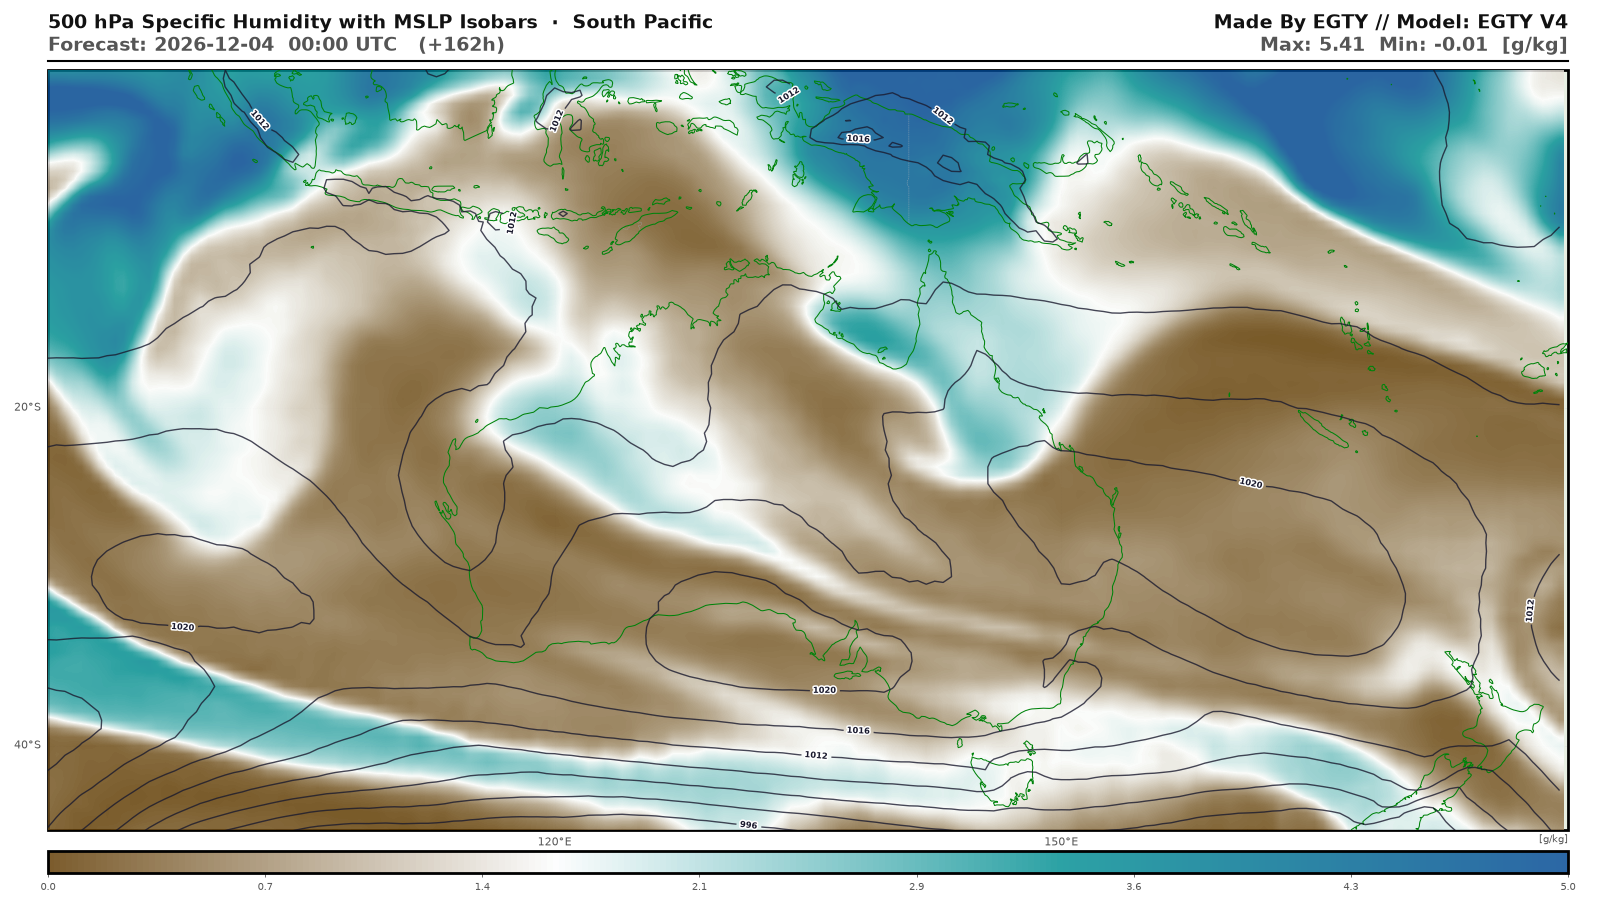 500 hPa Specific Humidity with MSLP Isobars · South Pacific
Made By EGTY // Model: EGTY V4
Forecast: 2026-12-04 00:00 UTC (+162h)
Max: 5.41 Min: -0.01 [g/kg]
1012
1012
1012
1012
1016
1012
20°S
1020
1012
1020
1020
1016
40°S
1012
996
120°E
150°E
[g/kg]
0.0
0.7
1.4
2.1
2.9
3.6
4.3
5.0